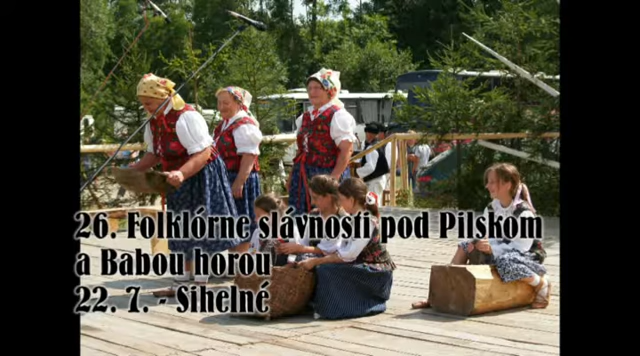 26. Folklórne slávnosti pod Pilskom
a Babou horou
22. 7. - Sihelné